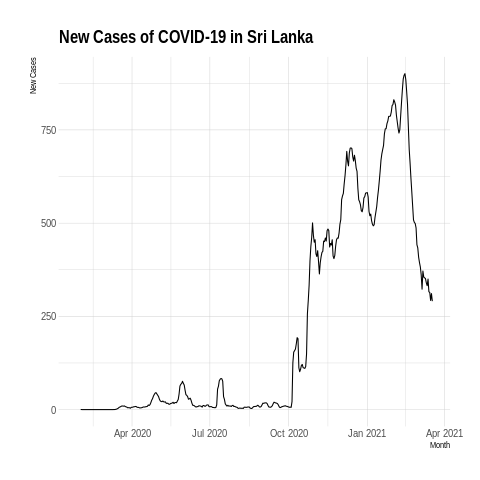 New Cases of COVID-19 in Sri Lanka
New Cases
750
500
250
0
Apr 2020 Jul 2020 Oct 2020 Jan 2021 Apr 2021
Month